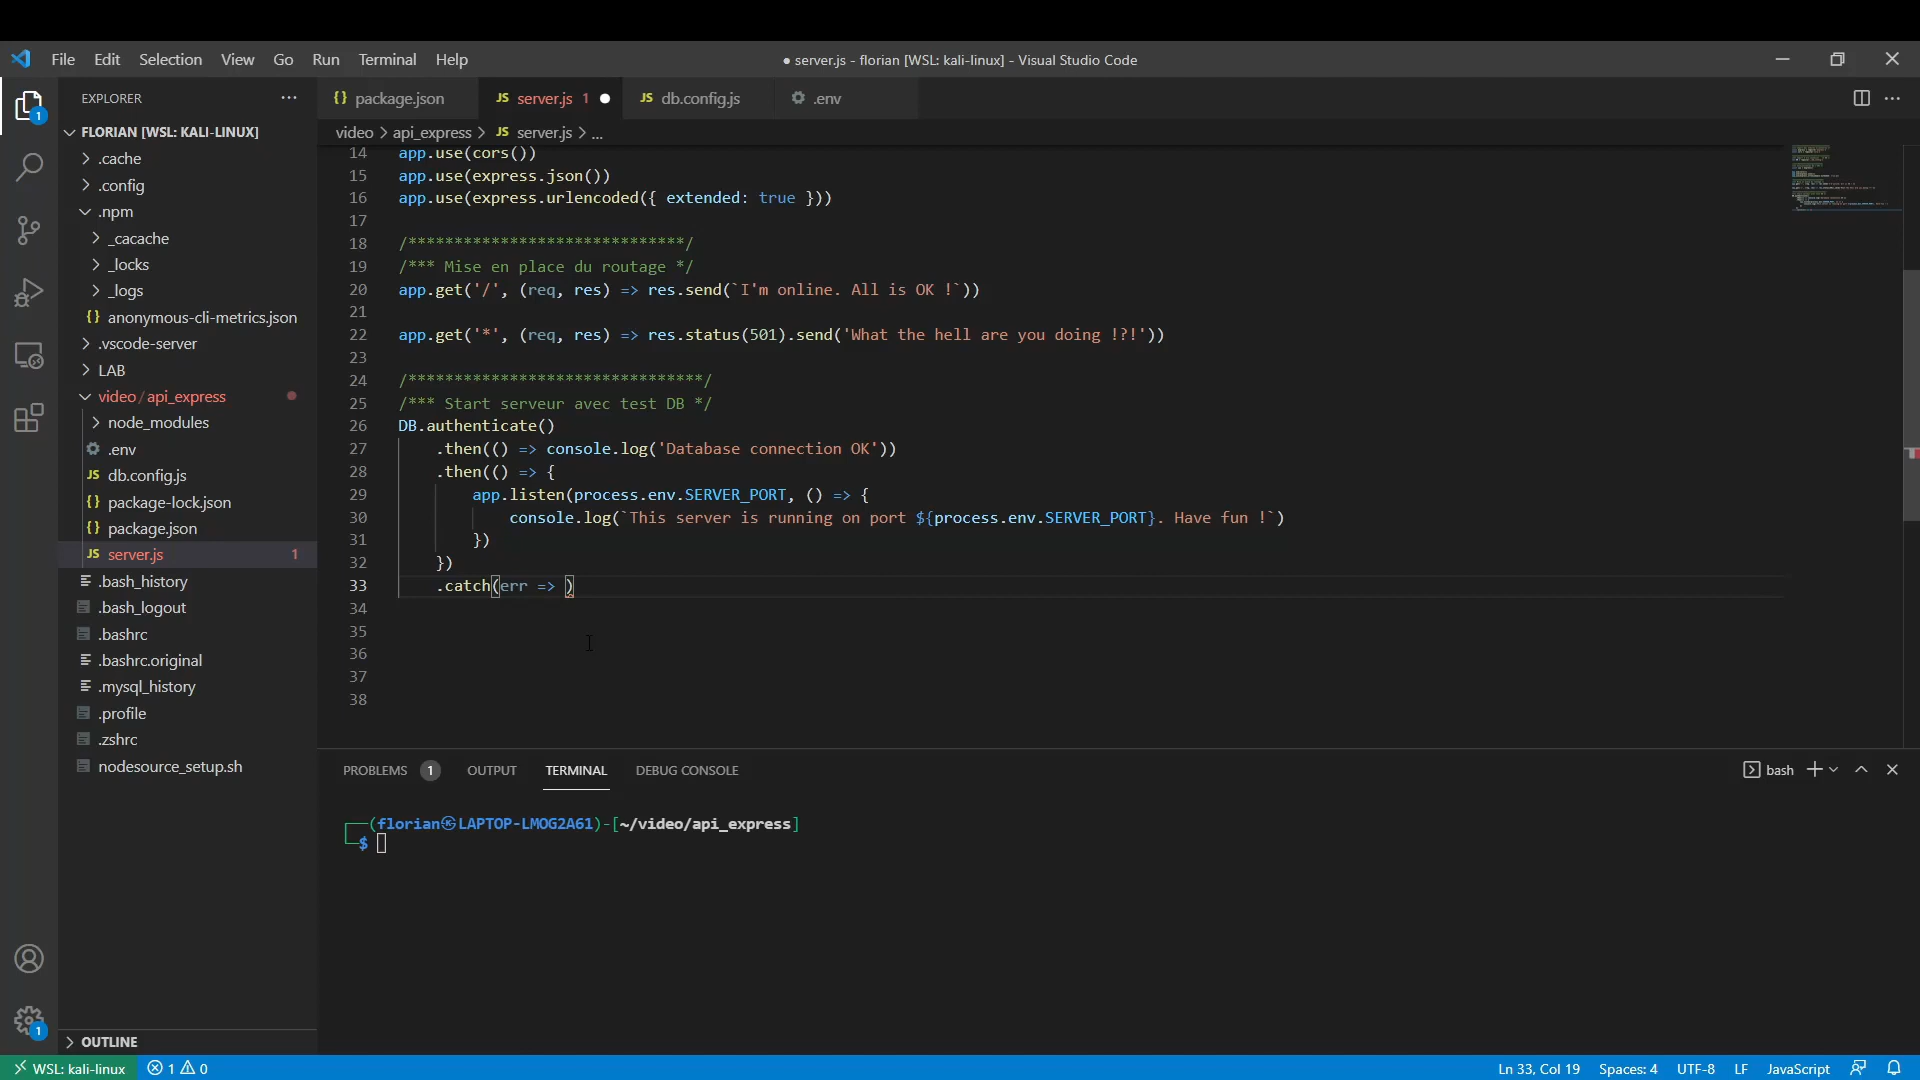 File Edit Selection View Go Run Terminal Help
● server.js - florian [WSL: kali-linux] - Visual Studio Code
EXPLORER
{} package.json
JS server.js 1 ●
JS db.config.js
.env
FLORIAN [WSL: KALI-LINUX]
video > api_express > JS server.js > ...
.cache
.config
.npm
_cacache
_locks
_logs
{} anonymous-cli-metrics.json
.vscode-server
LAB
video / api_express
node_modules
.env
JS db.config.js
{} package-lock.json
{} package.json
JS server.js 1
.bash_history
.bash_logout
.bashrc
.bashrc.original
.mysql_history
.profile
.zshrc
nodesource_setup.sh
OUTLINE
14 app.use(cors())
15 app.use(express.json())
16 app.use(express.urlencoded({ extended: true }))
17
18 /******************************/
19 /*** Mise en place du routage */
20 app.get('/', (req, res) => res.send(`I'm online. All is OK !`))
21
22 app.get('*', (req, res) => res.status(501).send('What the hell are you doing !?!'))
23
24 /********************************/
25 /*** Start serveur avec test DB */
26 DB.authenticate()
27     .then(() => console.log('Database connection OK'))
28     .then(() => {
29         app.listen(process.env.SERVER_PORT, () => {
30             console.log(`This server is running on port ${process.env.SERVER_PORT}. Have fun !`)
31         })
32     })
33     .catch(err => )
34
35
36
37
38
PROBLEMS 1 OUTPUT TERMINAL DEBUG CONSOLE
bash
┌──(florian㉿LAPTOP-LMOG2A61)-[~/video/api_express]
└─$
1
1
WSL: kali-linux 1 0
Ln 33, Col 19 Spaces: 4 UTF-8 LF JavaScript